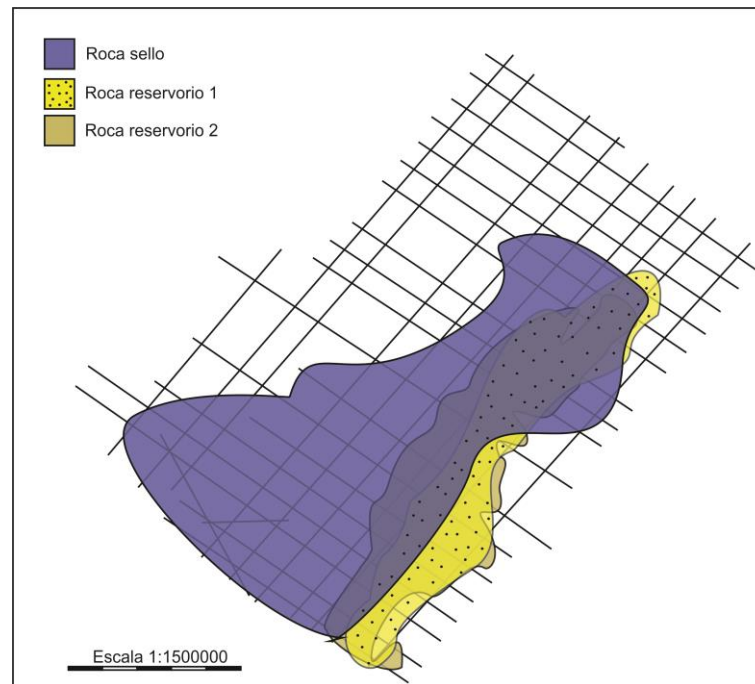 Roca sello
Roca reservorio 1
Roca reservorio 2
Escala 1:1500000